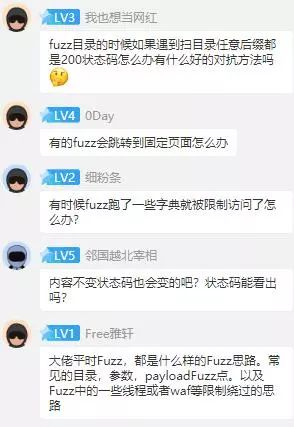 LV3 我也想当网红
fuzz目录的时候如果遇到扫目录任意后缀都
是200状态码怎么办有什么好的对抗方法吗
LV4 0Day
有的fuzz会跳转到固定页面怎么办
LV2 细粉条
有时候fuzz跑了一些字典就被限制访问了怎
么办?
LV5 邻国越北宰相
内容不变状态码也会变的吧?状态码能看出
吗?
LV1 Free雅轩
大佬平时Fuzz,都是什么样的Fuzz思路。常
见的目录,参数,payloadFuzz点。以及
Fuzz中的一些线程或者waf等限制绕过的思
路